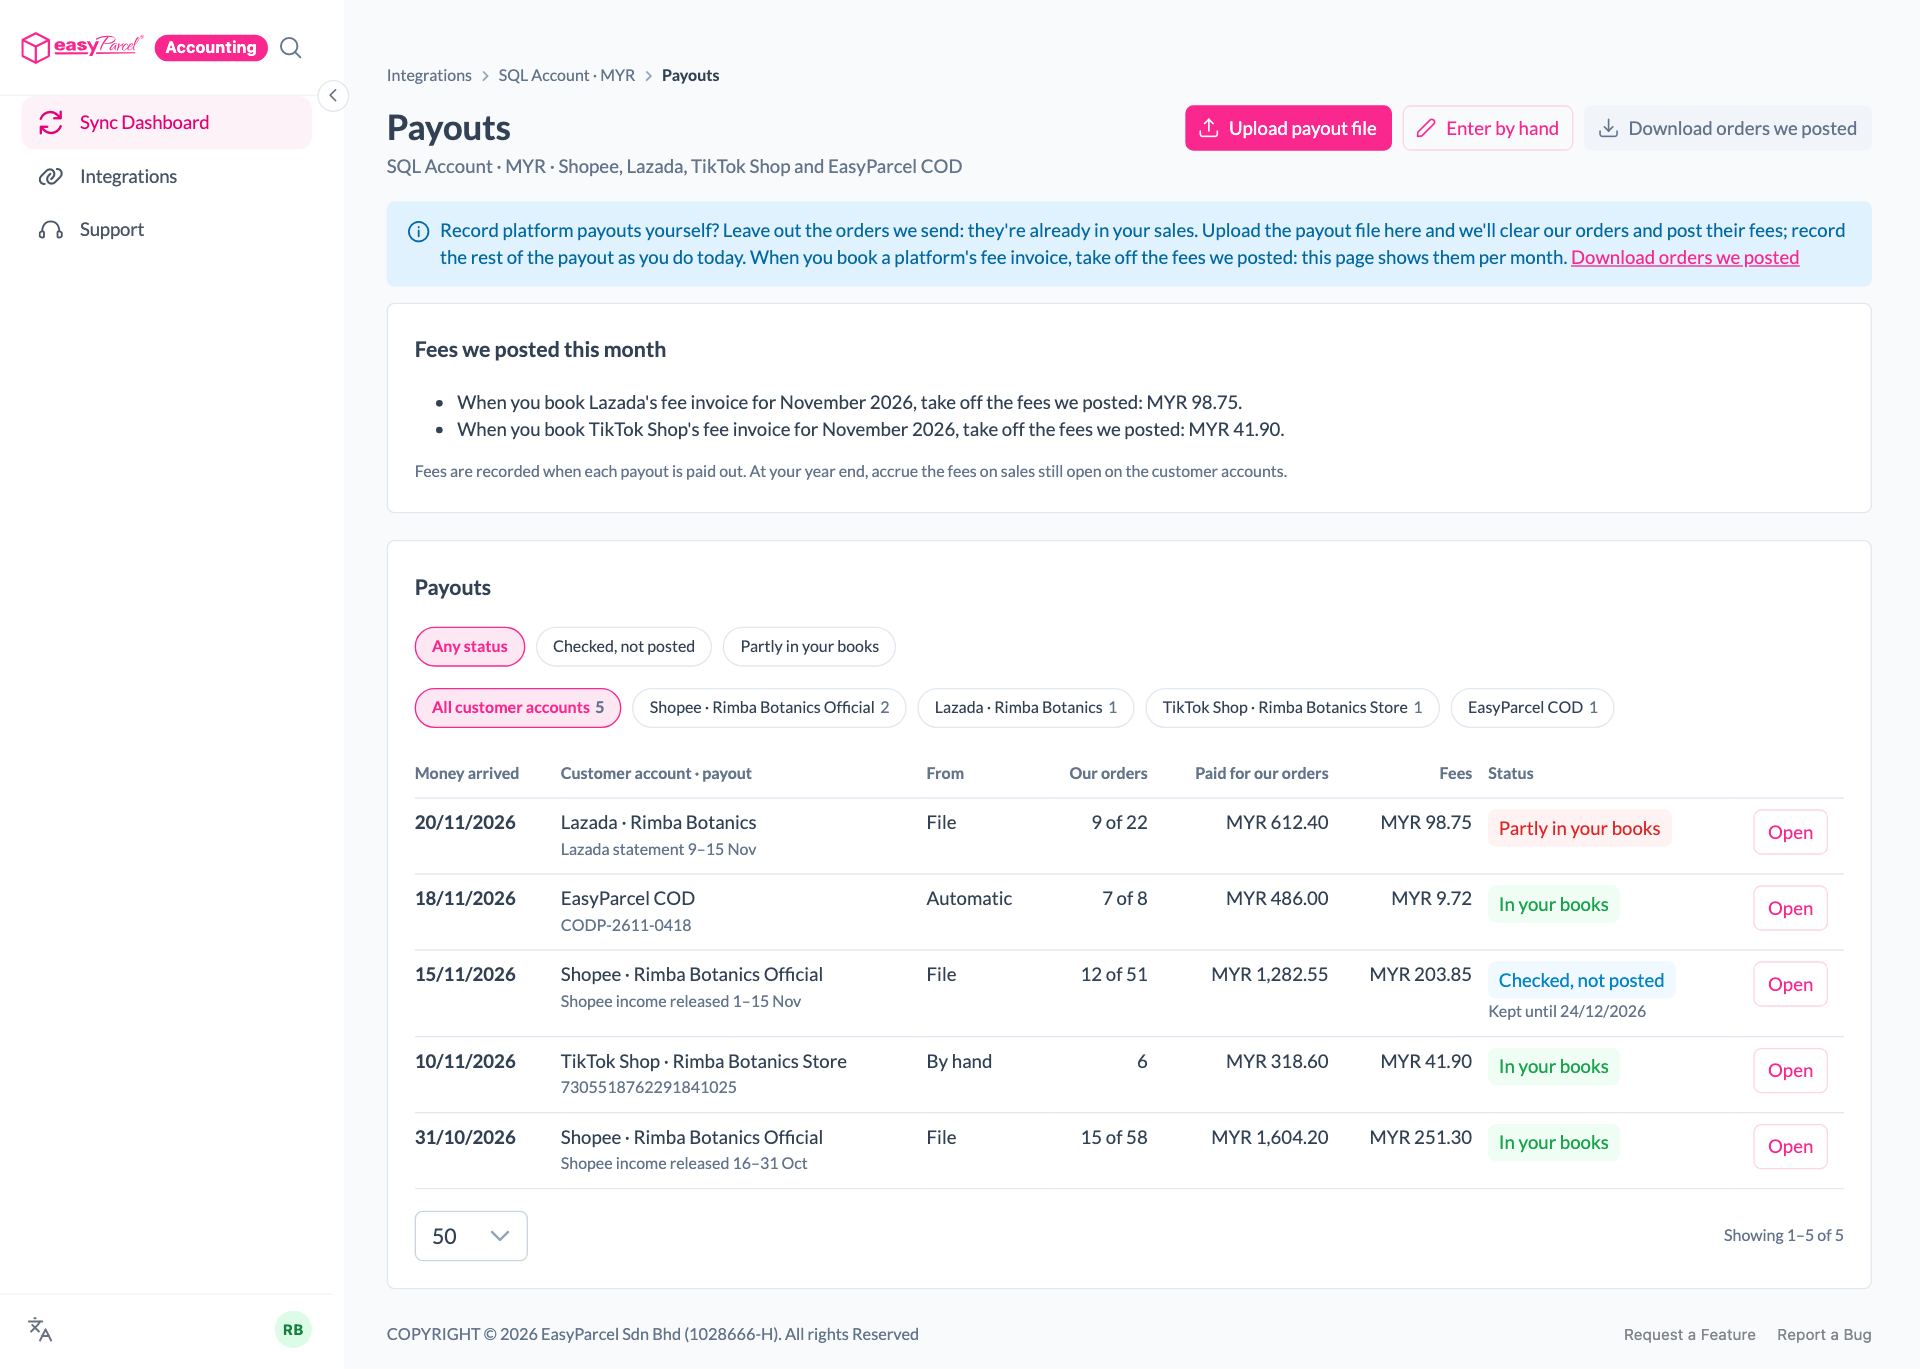 easyParcel Accounting
Sync Dashboard
Integrations
Support
RB
Integrations > SQL Account · MYR > Payouts
Payouts
SQL Account · MYR · Shopee, Lazada, TikTok Shop and EasyParcel COD
Upload payout file
Enter by hand
Download orders we posted
Record platform payouts yourself? Leave out the orders we send: they're already in your sales. Upload the payout file here and we'll clear our orders and post their fees; record
the rest of the payout as you do today. When you book a platform's fee invoice, take off the fees we posted: this page shows them per month. Download orders we posted
Fees we posted this month
• When you book Lazada's fee invoice for November 2026, take off the fees we posted: MYR 98.75.
• When you book TikTok Shop's fee invoice for November 2026, take off the fees we posted: MYR 41.90.
Fees are recorded when each payout is paid out. At your year end, accrue the fees on sales still open on the customer accounts.
Payouts
Any status Checked, not posted Partly in your books
All customer accounts 5 Shopee · Rimba Botanics Official 2 Lazada · Rimba Botanics 1 TikTok Shop · Rimba Botanics Store 1 EasyParcel COD 1
Money arrived Customer account · payout From Our orders Paid for our orders Fees Status
20/11/2026 Lazada · Rimba Botanics File 9 of 22 MYR 612.40 MYR 98.75 Partly in your books Open
Lazada statement 9–15 Nov
18/11/2026 EasyParcel COD Automatic 7 of 8 MYR 486.00 MYR 9.72 In your books Open
CODP-2611-0418
15/11/2026 Shopee · Rimba Botanics Official File 12 of 51 MYR 1,282.55 MYR 203.85 Checked, not posted Open
Shopee income released 1–15 Nov Kept until 24/12/2026
10/11/2026 TikTok Shop · Rimba Botanics Store By hand 6 MYR 318.60 MYR 41.90 In your books Open
7305518762291841025
31/10/2026 Shopee · Rimba Botanics Official File 15 of 58 MYR 1,604.20 MYR 251.30 In your books Open
Shopee income released 16–31 Oct
50
Showing 1–5 of 5
COPYRIGHT © 2026 EasyParcel Sdn Bhd (1028666-H). All rights Reserved
Request a Feature Report a Bug